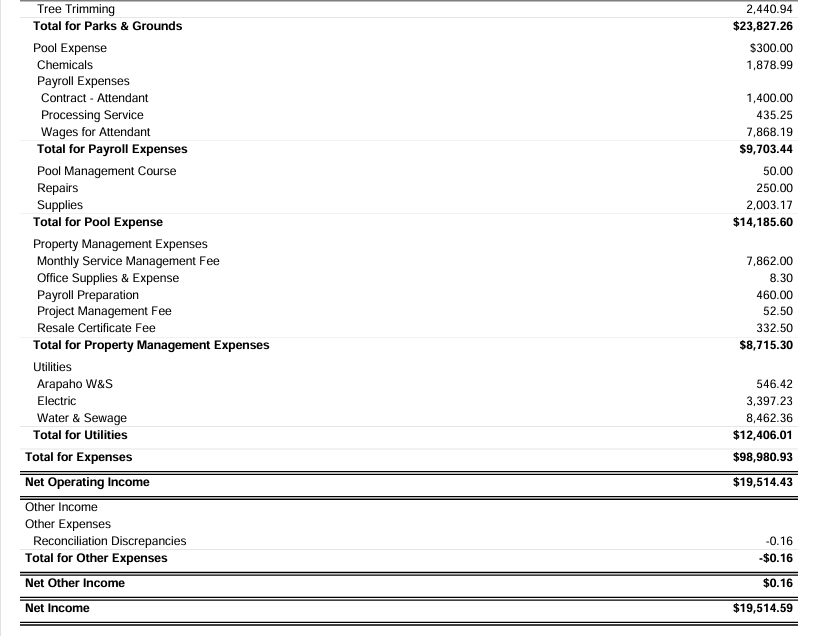 Tree Trimming 2,440.94
Total for Parks & Grounds $23,827.26
Pool Expense $300.00
Chemicals 1,878.99
Payroll Expenses
Contract - Attendant 1,400.00
Processing Service 435.25
Wages for Attendant 7,868.19
Total for Payroll Expenses $9,703.44
Pool Management Course 50.00
Repairs 250.00
Supplies 2,003.17
Total for Pool Expense $14,185.60
Property Management Expenses
Monthly Service Management Fee 7,862.00
Office Supplies & Expense 8.30
Payroll Preparation 460.00
Project Management Fee 52.50
Resale Certificate Fee 332.50
Total for Property Management Expenses $8,715.30
Utilities
Arapaho W&S 546.42
Electric 3,397.23
Water & Sewage 8,462.36
Total for Utilities $12,406.01
Total for Expenses $98,980.93
Net Operating Income $19,514.43
Other Income
Other Expenses
Reconciliation Discrepancies -0.16
Total for Other Expenses -$0.16
Net Other Income $0.16
Net Income $19,514.59